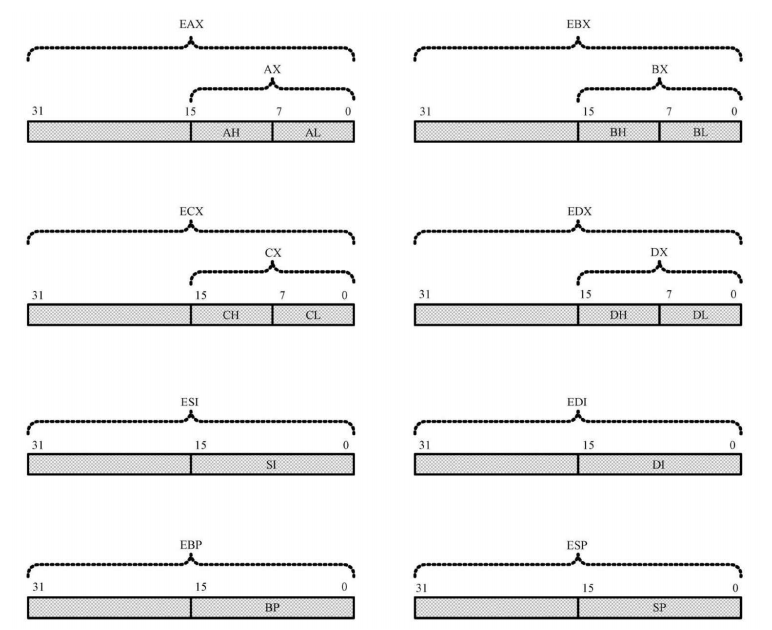 EAX
AX
31 15 7 0
AH AL
EBX
BX
31 15 7 0
BH BL
ECX
CX
31 15 7 0
CH CL
EDX
DX
31 15 7 0
DH DL
ESI
31 15 0
SI
EDI
31 15 0
DI
EBP
31 15 0
BP
ESP
31 15 0
SP